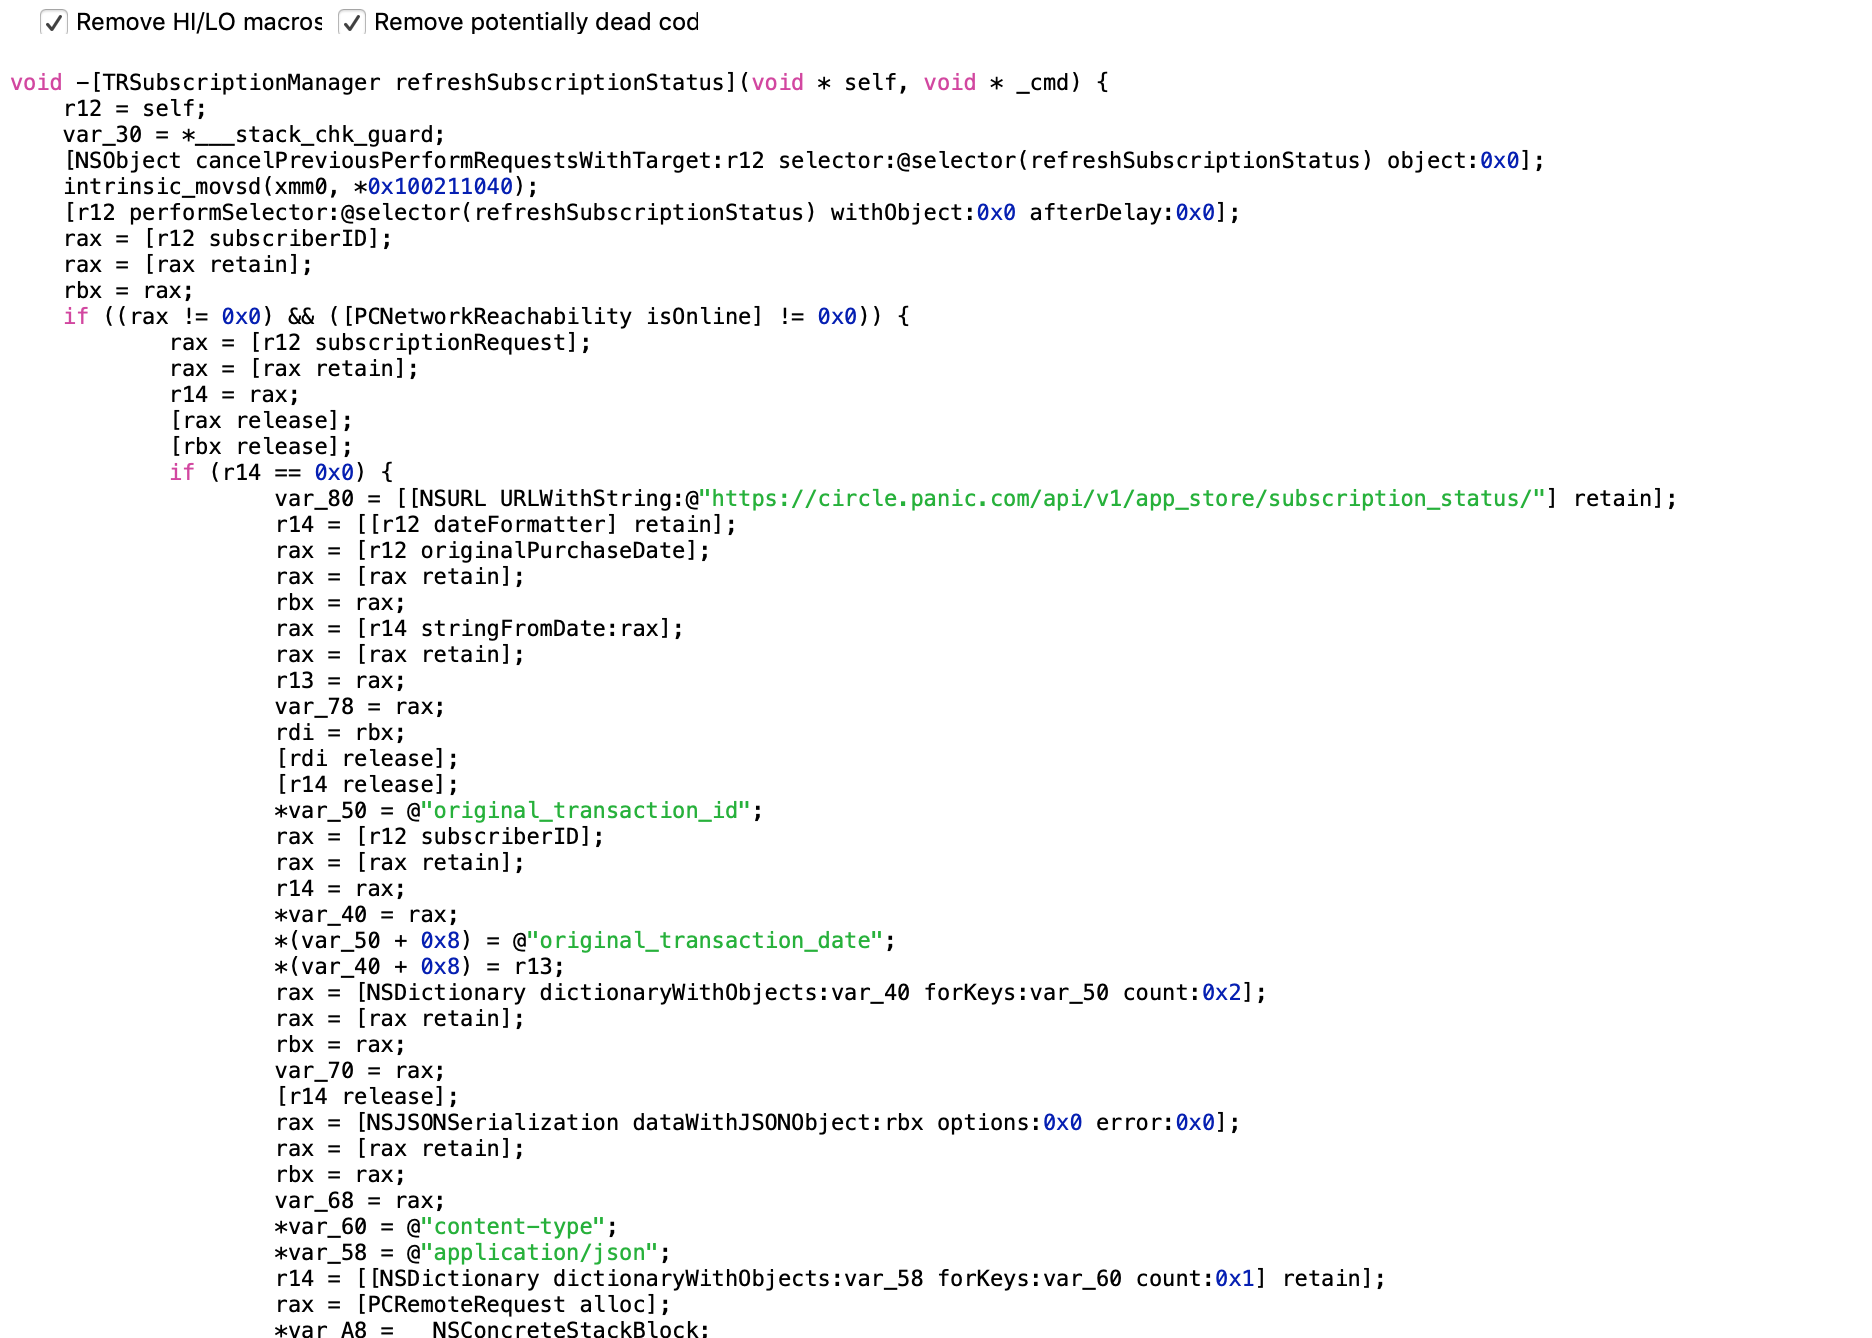 Remove HI/LO macros Remove potentially dead cod
void -[TRSubscriptionManager refreshSubscriptionStatus](void * self, void * _cmd) {
    r12 = self;
    var_30 = *___stack_chk_guard;
    [NSObject cancelPreviousPerformRequestsWithTarget:r12 selector:@selector(refreshSubscriptionStatus) object:0x0];
    intrinsic_movsd(xmm0, *0x100211040);
    [r12 performSelector:@selector(refreshSubscriptionStatus) withObject:0x0 afterDelay:0x0];
    rax = [r12 subscriberID];
    rax = [rax retain];
    rbx = rax;
    if ((rax != 0x0) && ([PCNetworkReachability isOnline] != 0x0)) {
            rax = [r12 subscriptionRequest];
            rax = [rax retain];
            r14 = rax;
            [rax release];
            [rbx release];
            if (r14 == 0x0) {
                    var_80 = [[NSURL URLWithString:@"https://circle.panic.com/api/v1/app_store/subscription_status/"] retain];
                    r14 = [[r12 dateFormatter] retain];
                    rax = [r12 originalPurchaseDate];
                    rax = [rax retain];
                    rbx = rax;
                    rax = [r14 stringFromDate:rax];
                    rax = [rax retain];
                    r13 = rax;
                    var_78 = rax;
                    rdi = rbx;
                    [rdi release];
                    [r14 release];
                    *var_50 = @"original_transaction_id";
                    rax = [r12 subscriberID];
                    rax = [rax retain];
                    r14 = rax;
                    *var_40 = rax;
                    *(var_50 + 0x8) = @"original_transaction_date";
                    *(var_40 + 0x8) = r13;
                    rax = [NSDictionary dictionaryWithObjects:var_40 forKeys:var_50 count:0x2];
                    rax = [rax retain];
                    rbx = rax;
                    var_70 = rax;
                    [r14 release];
                    rax = [NSJSONSerialization dataWithJSONObject:rbx options:0x0 error:0x0];
                    rax = [rax retain];
                    rbx = rax;
                    var_68 = rax;
                    *var_60 = @"content-type";
                    *var_58 = @"application/json";
                    r14 = [[NSDictionary dictionaryWithObjects:var_58 forKeys:var_60 count:0x1] retain];
                    rax = [PCRemoteRequest alloc];
                    *var_A8 = __NSConcreteStackBlock;